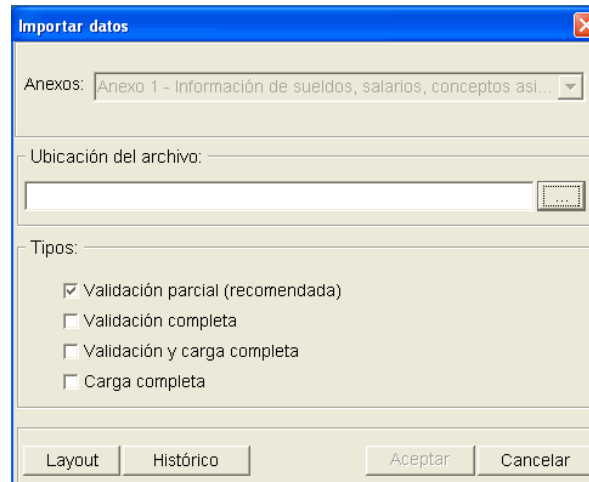 Importar datos
Anexos: Anexo 1 - Información de sueldos, salarios, conceptos asi...
Ubicación del archivo:
...
Tipos:
Validación parcial (recomendada)
Validación completa
Validación y carga completa
Carga completa
Layout Histórico Aceptar Cancelar